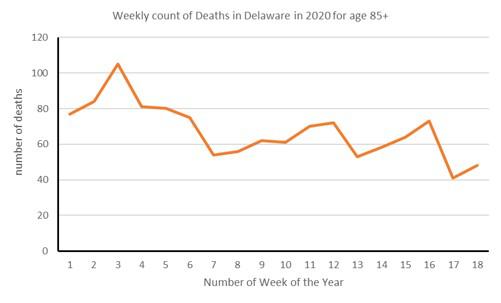 Weekly count of Deaths in Delaware in 2020 for age 85+
120
100
80
60
40
20
0
number of deaths
1 2 3 4 5 6 7 8 9 10 11 12 13 14 15 16 17 18
Number of Week of the Year